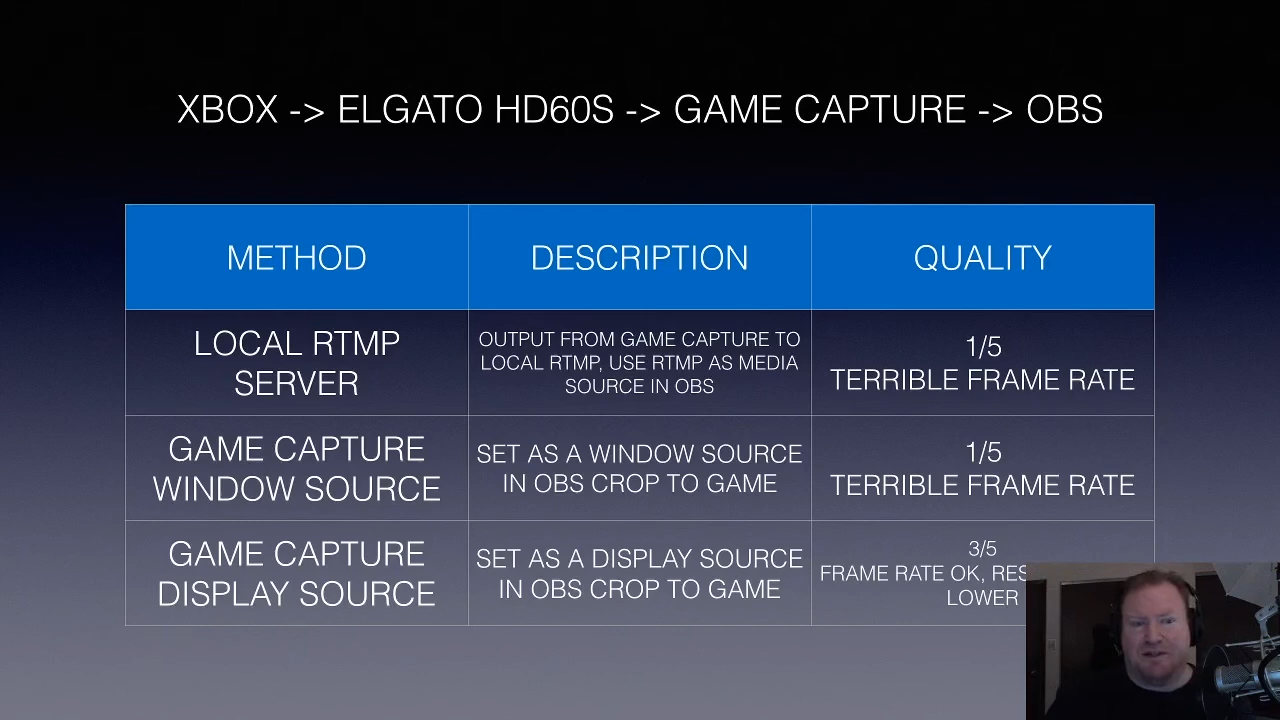 XBOX -> ELGATO HD60S -> GAME CAPTURE -> OBS
METHOD
DESCRIPTION
QUALITY
LOCAL RTMP
SERVER
OUTPUT FROM GAME CAPTURE TO
LOCAL RTMP, USE RTMP AS MEDIA
SOURCE IN OBS
1/5
TERRIBLE FRAME RATE
GAME CAPTURE
WINDOW SOURCE
SET AS A WINDOW SOURCE
IN OBS CROP TO GAME
1/5
TERRIBLE FRAME RATE
GAME CAPTURE
DISPLAY SOURCE
SET AS A DISPLAY SOURCE
IN OBS CROP TO GAME
3/5
FRAME RATE OK,
LOWER